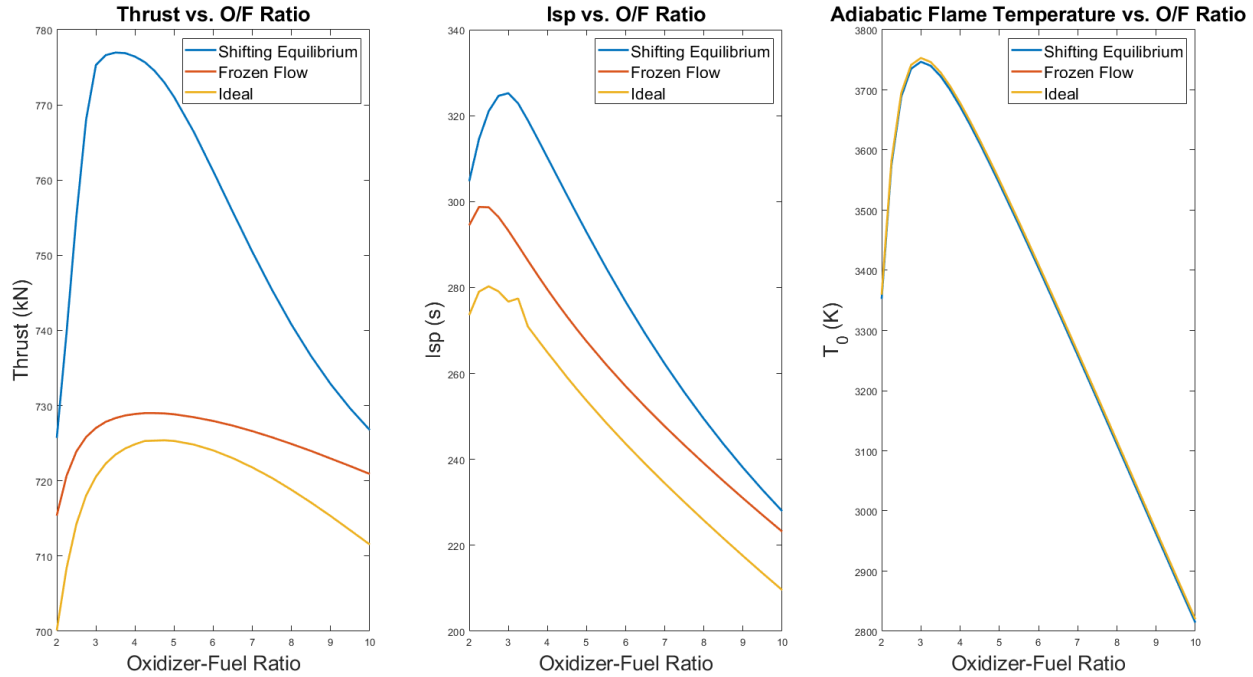 Thrust vs. O/F Ratio
780
770
760
750
740
730
720
710
700
2 3 4 5 6 7 8 9 10
Thrust (kN)
Oxidizer-Fuel Ratio
Shifting Equilibrium
Frozen Flow
Ideal
Isp vs. O/F Ratio
340
320
300
280
260
240
220
200
2 3 4 5 6 7 8 9 10
Isp (s)
Oxidizer-Fuel Ratio
Shifting Equilibrium
Frozen Flow
Ideal
Adiabatic Flame Temperature vs. O/F Ratio
3800
3700
3600
3500
3400
3300
3200
3100
3000
2900
2800
2 3 4 5 6 7 8 9 10
T0 (K)
Oxidizer-Fuel Ratio
Shifting Equilibrium
Frozen Flow
Ideal